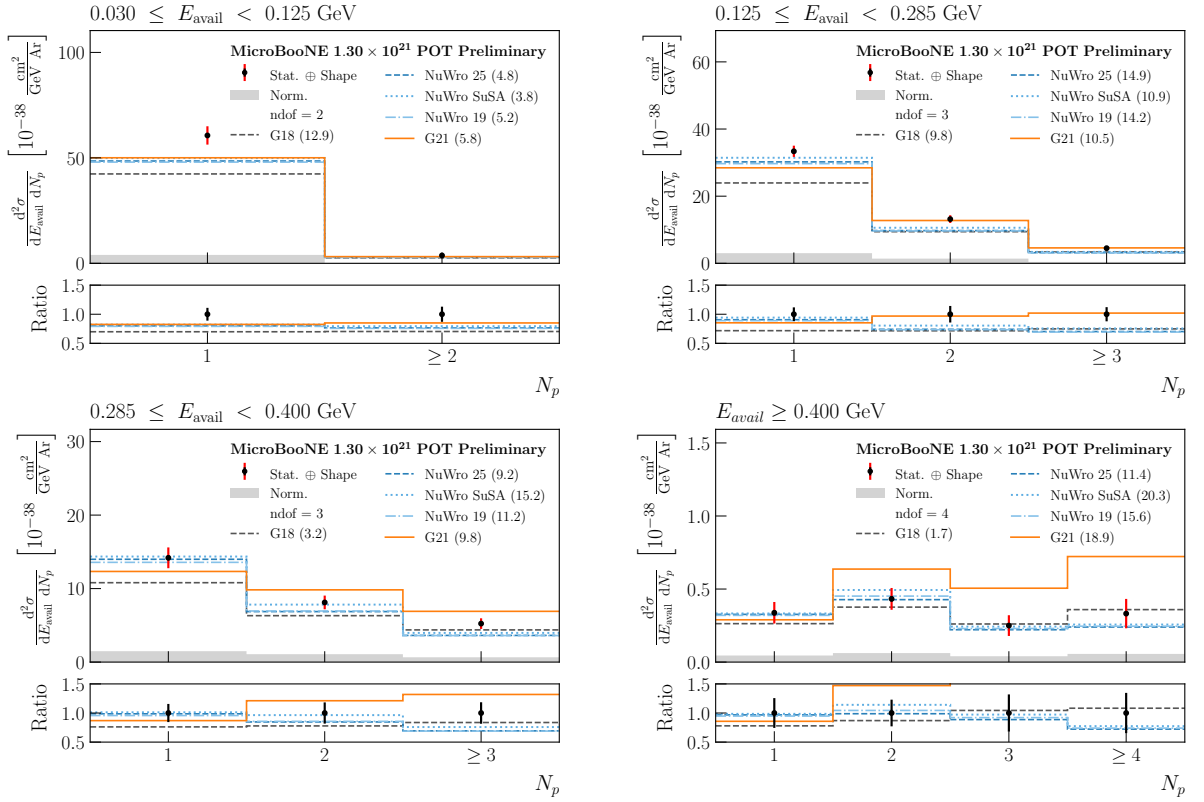 0.030 ≤ E_avail < 0.125 GeV
d²σ / dE_avail dN_p [10⁻³⁸ cm² / GeV Ar]
100
50
0
MicroBooNE 1.30 × 10²¹ POT Preliminary
Stat. ⊕ Shape
Norm.
ndof = 2
G18 (12.9)
NuWro 25 (4.8)
NuWro SuSA (3.8)
NuWro 19 (5.2)
G21 (5.8)
Ratio
1.5
1.0
0.5
1
≥ 2
N_p
0.125 ≤ E_avail < 0.285 GeV
d²σ / dE_avail dN_p [10⁻³⁸ cm² / GeV Ar]
60
40
20
0
MicroBooNE 1.30 × 10²¹ POT Preliminary
Stat. ⊕ Shape
Norm.
ndof = 3
G18 (9.8)
NuWro 25 (14.9)
NuWro SuSA (10.9)
NuWro 19 (14.2)
G21 (10.5)
Ratio
1.5
1.0
0.5
1
2
≥ 3
N_p
0.285 ≤ E_avail < 0.400 GeV
d²σ / dE_avail dN_p [10⁻³⁸ cm² / GeV Ar]
30
20
10
0
MicroBooNE 1.30 × 10²¹ POT Preliminary
Stat. ⊕ Shape
Norm.
ndof = 3
G18 (3.2)
NuWro 25 (9.2)
NuWro SuSA (15.2)
NuWro 19 (11.2)
G21 (9.8)
Ratio
1.5
1.0
0.5
1
2
≥ 3
N_p
E_avail ≥ 0.400 GeV
d²σ / dE_avail dN_p [10⁻³⁸ cm² / GeV Ar]
1.5
1.0
0.5
0.0
MicroBooNE 1.30 × 10²¹ POT Preliminary
Stat. ⊕ Shape
Norm.
ndof = 4
G18 (1.7)
NuWro 25 (11.4)
NuWro SuSA (20.3)
NuWro 19 (15.6)
G21 (18.9)
Ratio
1.5
1.0
0.5
1
2
3
≥ 4
N_p